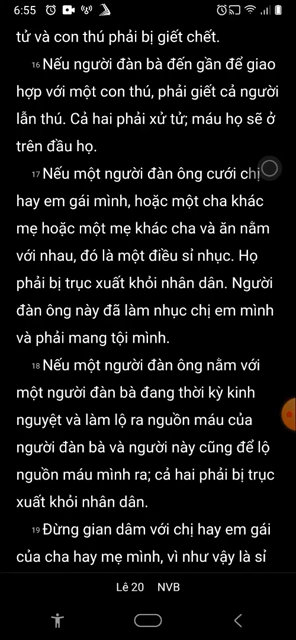 6:55
tử và con thú phải bị giết chết.
16 Nếu người đàn bà đến gần để giao
hợp với một con thú, phải giết cả người
lẫn thú. Cả hai phải xử tử; máu họ sẽ ở
trên đầu họ.
17 Nếu một người đàn ông cưới chị
hay em gái mình, hoặc một cha khác
mẹ hoặc một mẹ khác cha và ăn nằm
với nhau, đó là một điều sỉ nhục. Họ
phải bị trục xuất khỏi nhân dân. Người
đàn ông này đã làm nhục chị em mình
và phải mang tội mình.
18 Nếu một người đàn ông nằm với
một người đàn bà đang thời kỳ kinh
nguyệt và làm lộ ra nguồn máu của
người đàn bà và người này cũng để lộ
nguồn máu mình ra; cả hai phải bị trục
xuất khỏi nhân dân.
19 Đừng gian dâm với chị hay em gái
của cha hay mẹ mình, vì như vậy là sỉ
Lê 20 NVB